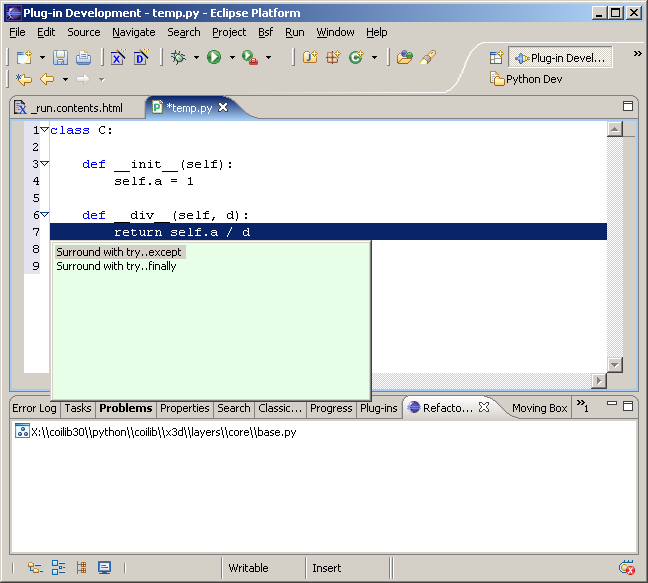 Plug-in Development - temp.py - Eclipse Platform
File Edit Source Navigate Search Project Bsf Run Window Help
Plug-in Devel... »
Python Dev
_run.contents.html *temp.py
1 class C:
2
3 def __init__(self):
4 self.a = 1
5
6 def __div__(self, d):
7 return self.a / d
8 Surround with try..except
9 Surround with try..finally
Error Log Tasks Problems Properties Search Classic... Progress Plug-ins Refacto... Moving Box »1
X:\\coilib30\\python\\coilib\\x3d\\layers\\core\\base.py
Writable Insert